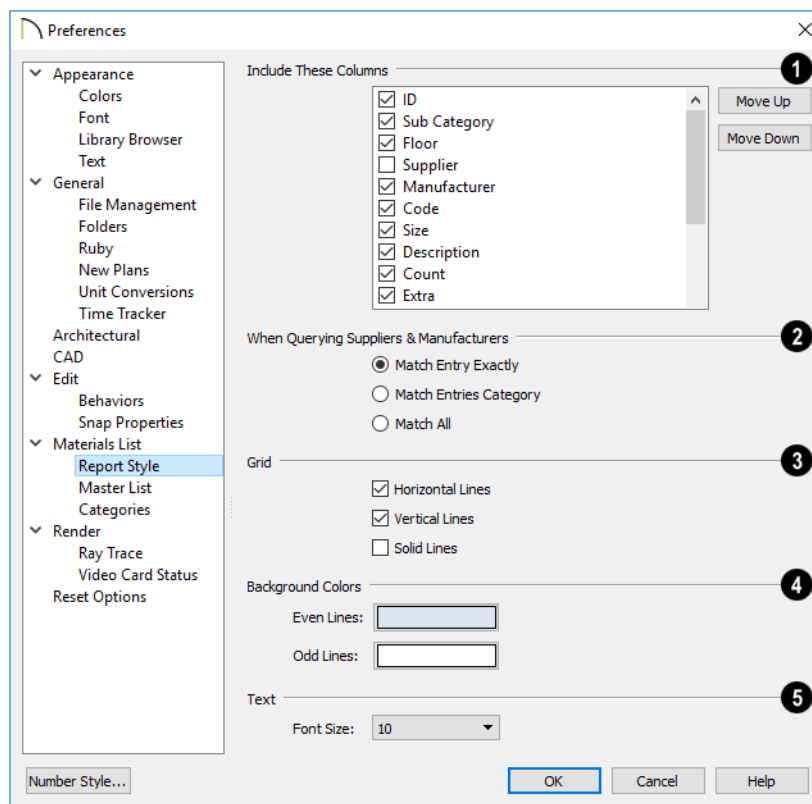 Preferences
Appearance
Colors
Font
Library Browser
Text
General
File Management
Folders
Ruby
New Plans
Unit Conversions
Time Tracker
Architectural
CAD
Edit
Behaviors
Snap Properties
Materials List
Report Style
Master List
Categories
Render
Ray Trace
Video Card Status
Reset Options
Include These Columns
1
ID
Sub Category
Floor
Supplier
Manufacturer
Code
Size
Description
Count
Extra
Move Up
Move Down
When Querying Suppliers & Manufacturers
2
Match Entry Exactly
Match Entries Category
Match All
Grid
3
Horizontal Lines
Vertical Lines
Solid Lines
Background Colors
4
Even Lines:
Odd Lines:
Text
5
Font Size: 10
Number Style... OK Cancel Help